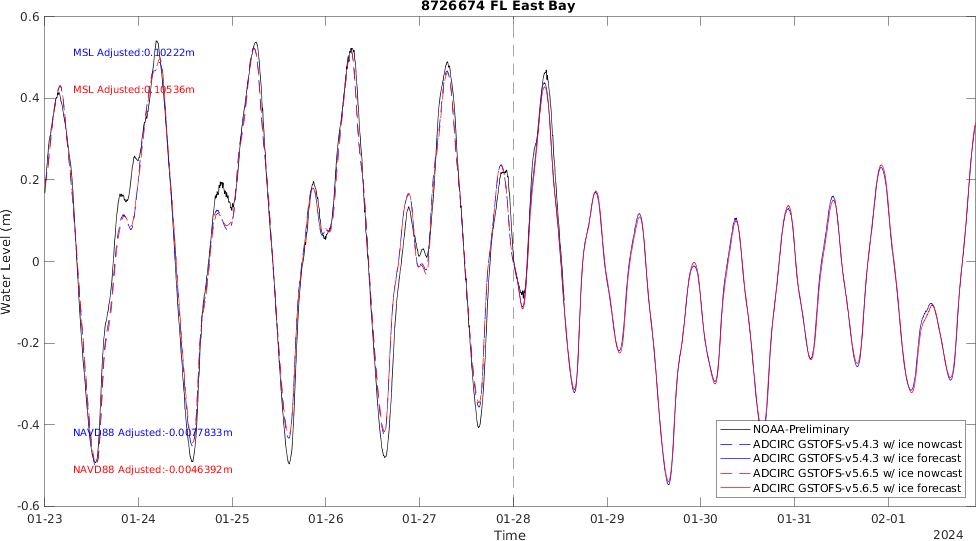 8726674 FL East Bay
Water Level (m)
0.6
0.4
0.2
0
-0.2
-0.4
-0.6
MSL Adjusted:0.10222m
MSL Adjusted:0.10536m
NAVD88 Adjusted:-0.0077833m
NAVD88 Adjusted:-0.0046392m
NOAA-Preliminary
ADCIRC GSTOFS-v5.4.3 w/ ice nowcast
ADCIRC GSTOFS-v5.4.3 w/ ice forecast
ADCIRC GSTOFS-v5.6.5 w/ ice nowcast
ADCIRC GSTOFS-v5.6.5 w/ ice forecast
01-23 01-24 01-25 01-26 01-27 01-28 01-29 01-30 01-31 02-01
Time
2024